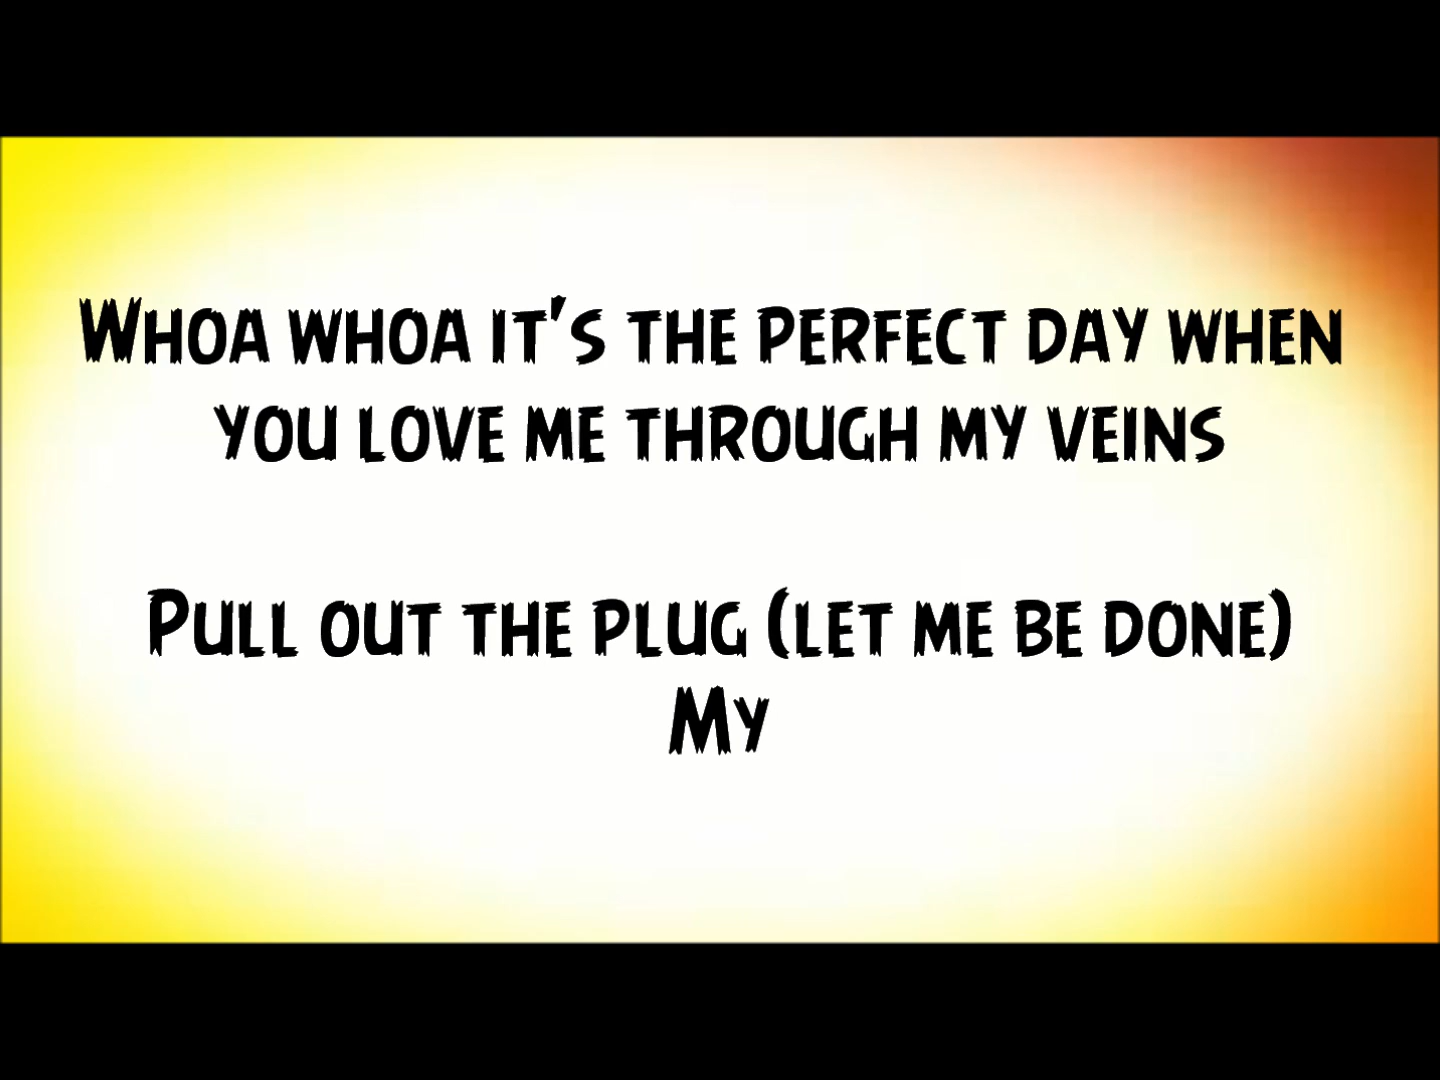 Whoa whoa it's the perfect day when
you love me through my veins
Pull out the plug (let me be done)
My